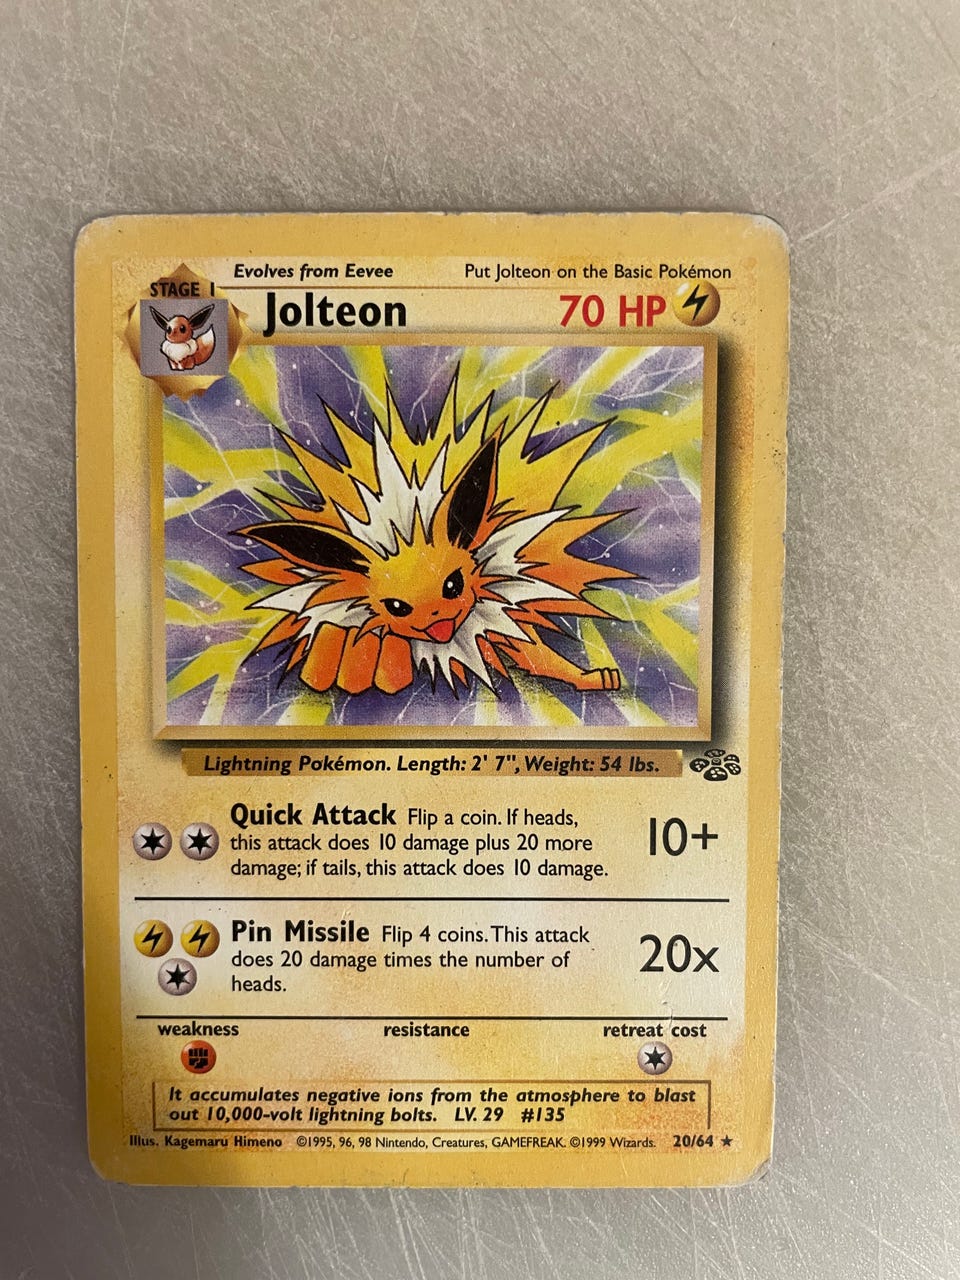 Evolves from Eevee Put Jolteon on the Basic Pokémon
STAGE 1
Jolteon 70 HP
Lightning Pokémon. Length: 2' 7", Weight: 54 lbs.
Quick Attack Flip a coin. If heads,
this attack does 10 damage plus 20 more
damage; if tails, this attack does 10 damage.
10+
Pin Missile Flip 4 coins. This attack
does 20 damage times the number of
heads.
20x
weakness resistance retreat cost
It accumulates negative ions from the atmosphere to blast
out 10,000-volt lightning bolts. LV. 29 #135
Illus. Kagemaru Himeno ©1995, 96, 98 Nintendo, Creatures, GAMEFREAK. ©1999 Wizards. 20/64 ★